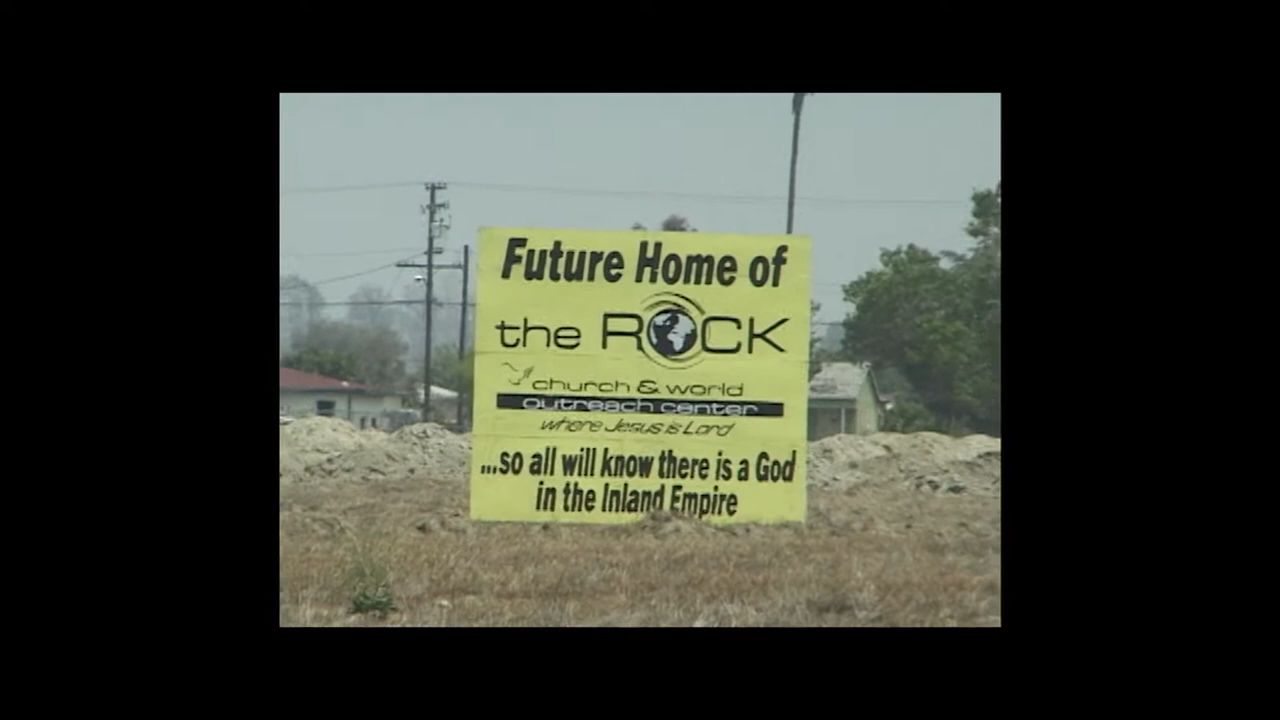 Future Home of
the ROCK
church & world
outreach center
where Jesus is Lord
...so all will know there is a God
in the Inland Empire